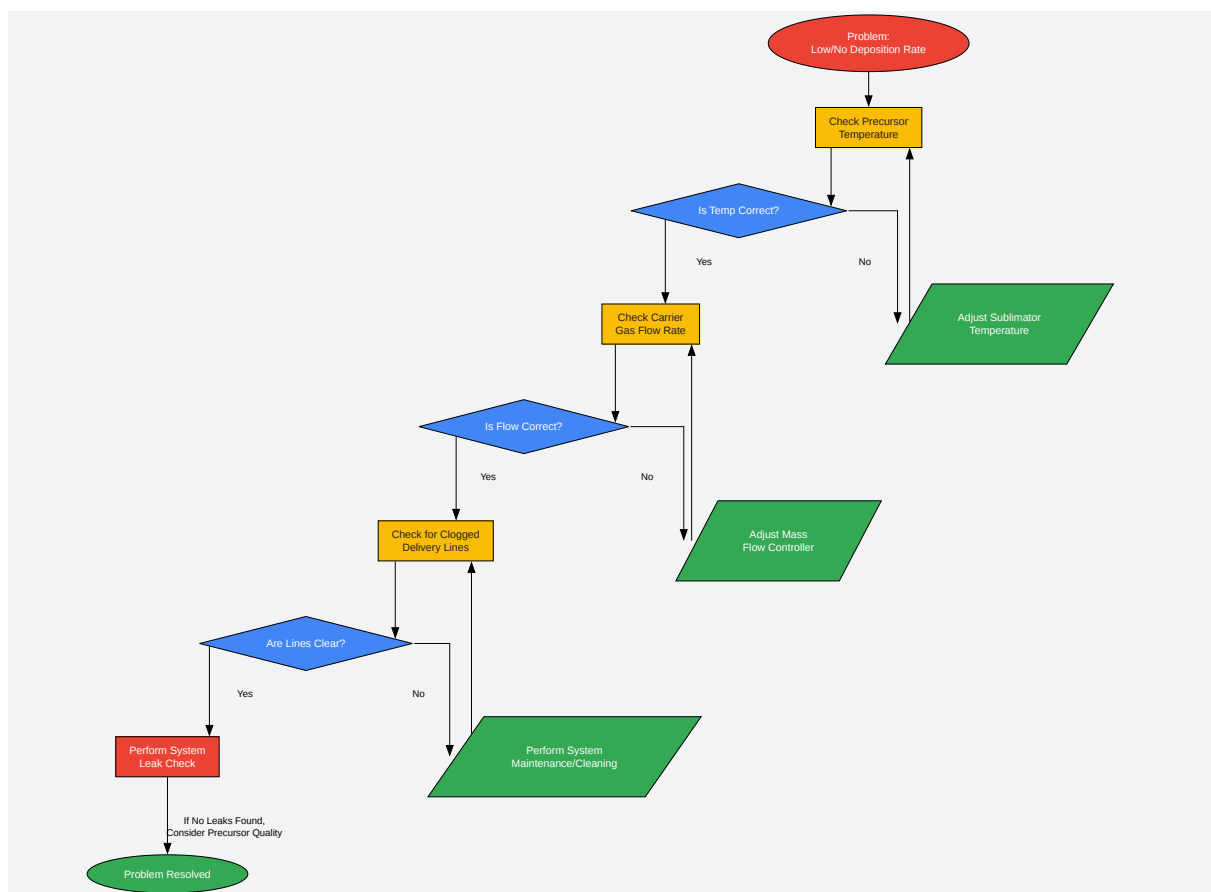 Problem:
Low/No Deposition Rate
Check Precursor
Temperature
Is Temp Correct?
Yes
No
Check Carrier
Gas Flow Rate
Adjust Sublimator
Temperature
Is Flow Correct?
Yes
No
Check for Clogged
Delivery Lines
Adjust Mass
Flow Controller
Are Lines Clear?
Yes
No
Perform System
Leak Check
Perform System
Maintenance/Cleaning
If No Leaks Found,
Consider Precursor Quality
Problem Resolved